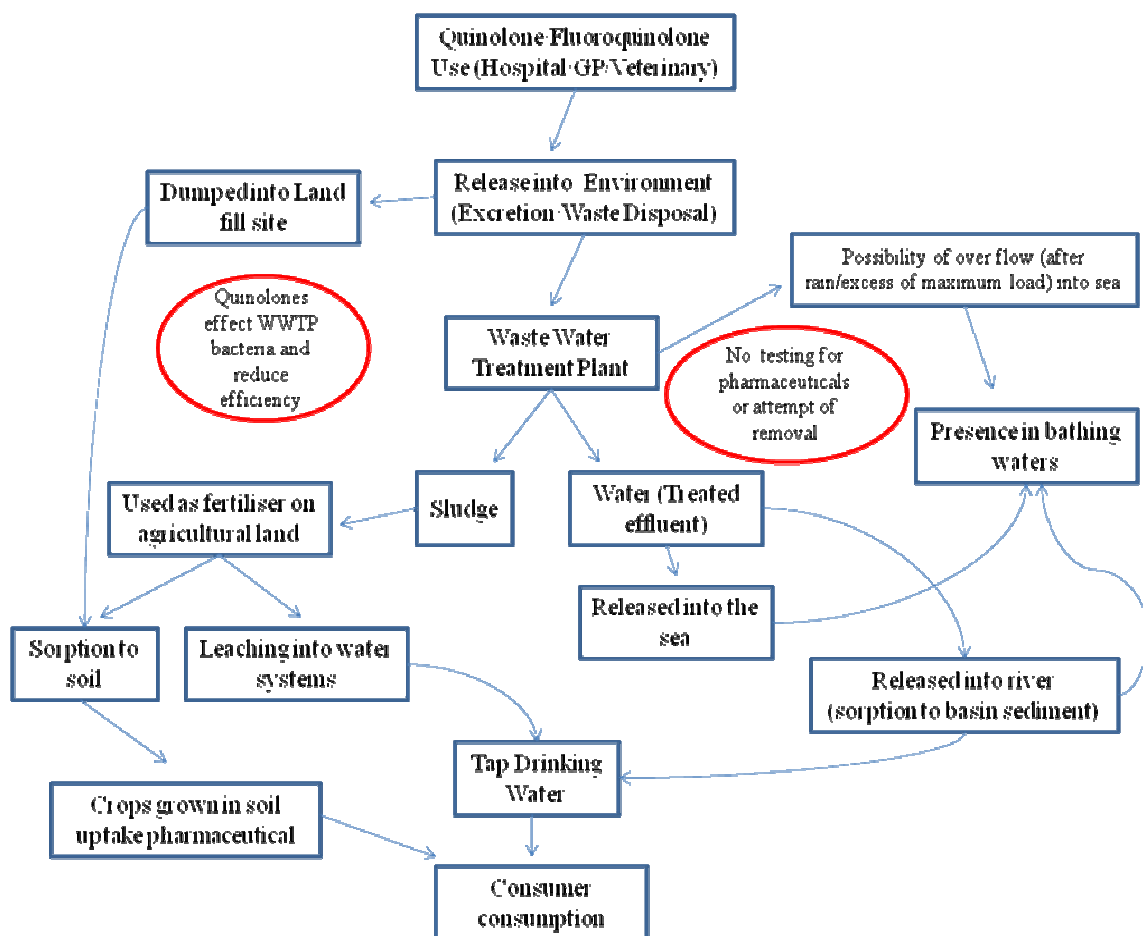 Quinolone-Fluoroquinolone
Use (Hospital-GP-Veterinary)
Release into Environment
(Excretion-Waste Disposal)
Dumped into Land
fill site
Possibility of over flow (after
rain/excess of maximum load) into sea
Quinolones
effect WWTP
bacteria and
reduce
efficiency
Waste Water
Treatment Plant
No testing for
pharmaceuticals
or attempt of
removal
Presence in bathing
waters
Used as fertiliser on
agricultural land
Sludge
Water (Treated
effluent)
Released into the
sea
Sorption to
soil
Leaching into water
systems
Released into river
(sorption to basin sediment)
Tap Drinking
Water
Crops grown in soil
uptake pharmaceutical
Consumer
consumption